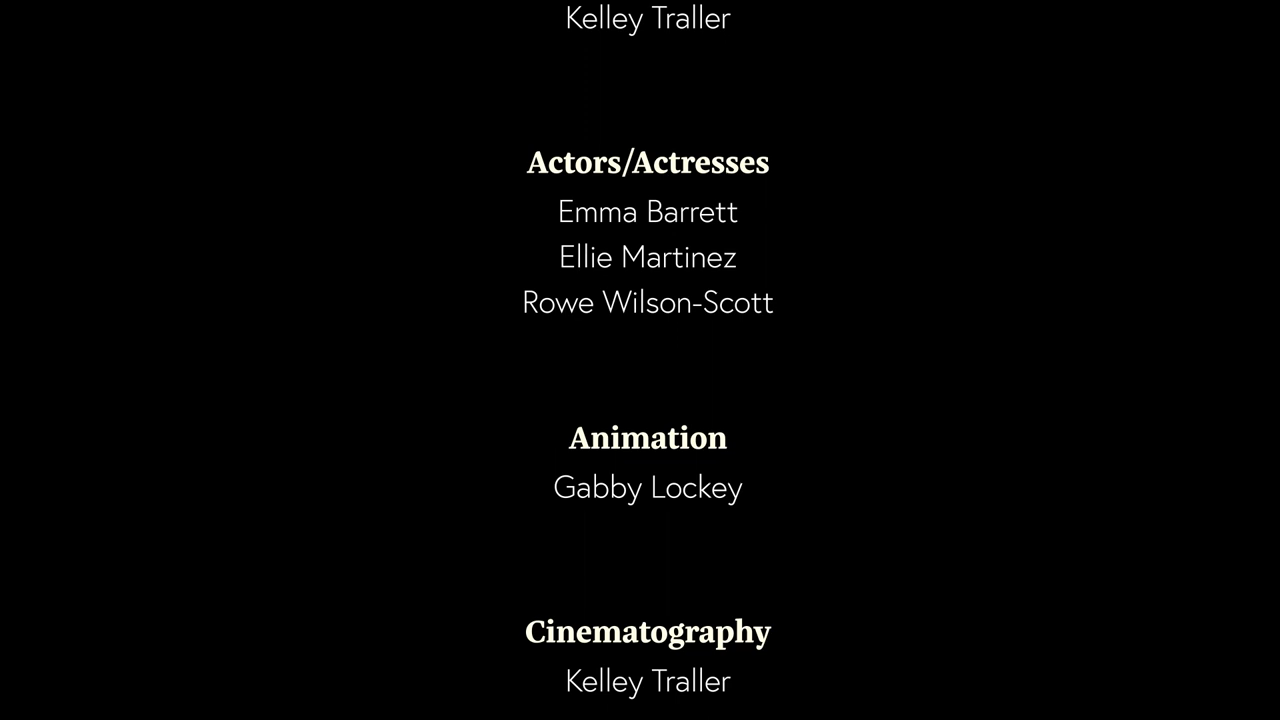 Kelley Traller
Actors/Actresses
Emma Barrett
Ellie Martinez
Rowe Wilson-Scott
Animation
Gabby Lockey
Cinematography
Kelley Traller